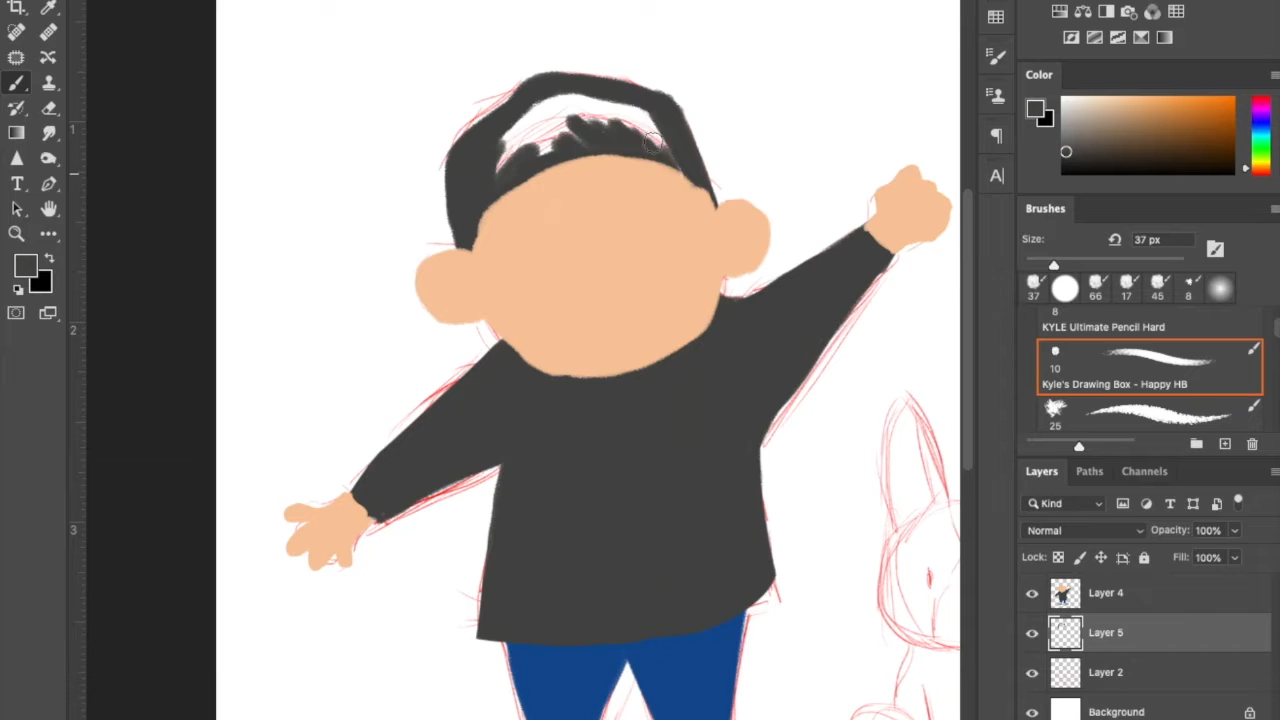 1
2
3
T
A
Color
Brushes
Size: 37 px
37 66 17 45 8
8
KYLE Ultimate Pencil Hard
10
Kyle's Drawing Box - Happy HB
25
Layers Paths Channels
Kind
Normal Opacity: 100%
Lock: Fill: 100%
Layer 4
Layer 5
Layer 2
Background